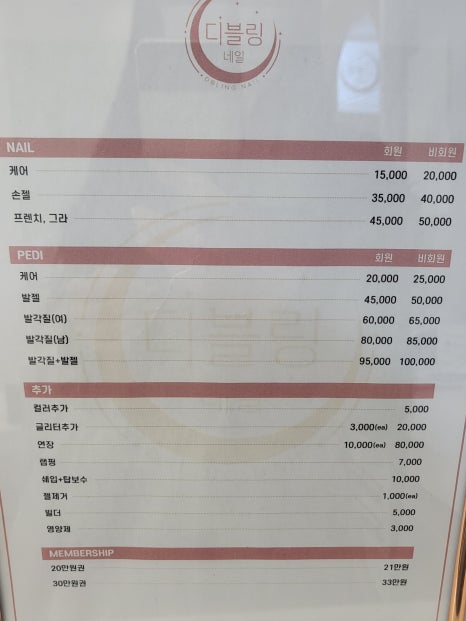 디블링
네일
DBLING NAIL
NAIL 회원 비회원
케어 15,000 20,000
손젤 35,000 40,000
프렌치, 그라 45,000 50,000
PEDI 회원 비회원
케어 20,000 25,000
발젤 45,000 50,000
발각질(여) 60,000 65,000
발각질(남) 80,000 85,000
발각질+발젤 95,000 100,000
추가
컬러추가 5,000
글리터추가 3,000(ea) 20,000
연장 10,000(ea) 80,000
랩핑 7,000
쉐입+탑보수 10,000
젤제거 1,000(ea)
빌더 5,000
영양제 3,000
MEMBERSHIP
20만원권 21만원
30만원권 33만원